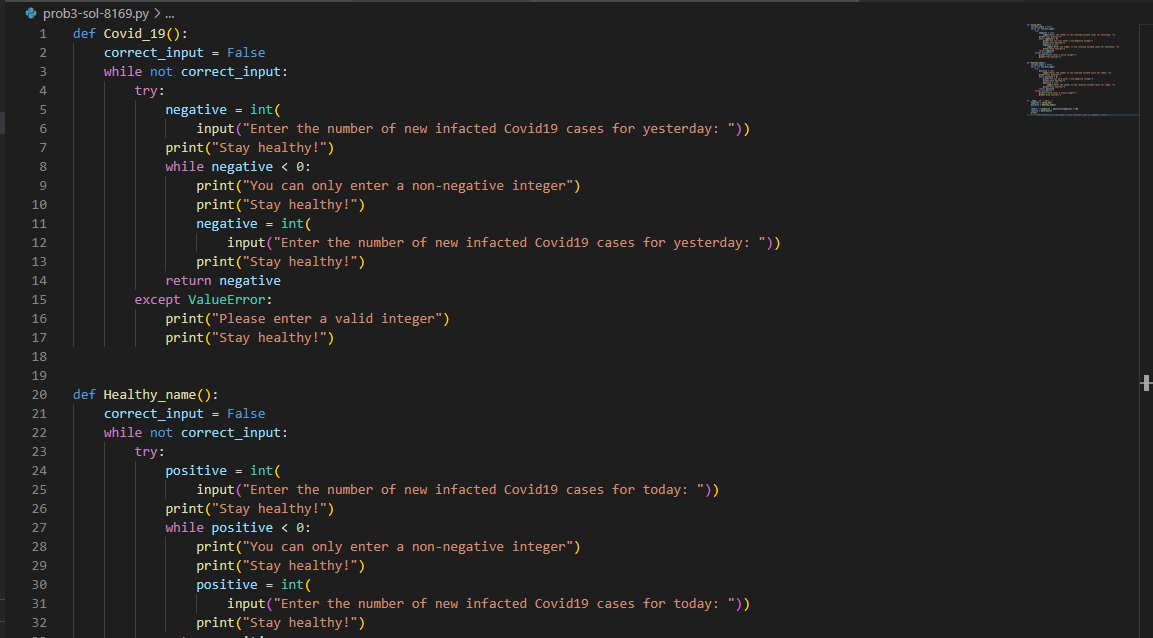 prob3-sol-8169.py > ...
1 def Covid_19():
2 correct_input = False
3 while not correct_input:
4 try:
5 negative = int(
6 input("Enter the number of new infacted Covid19 cases for yesterday: "))
7 print("Stay healthy!")
8 while negative < 0:
9 print("You can only enter a non-negative integer")
10 print("Stay healthy!")
11 negative = int(
12 input("Enter the number of new infacted Covid19 cases for yesterday: "))
13 print("Stay healthy!")
14 return negative
15 except ValueError:
16 print("Please enter a valid integer")
17 print("Stay healthy!")
18
19
20 def Healthy_name():
21 correct_input = False
22 while not correct_input:
23 try:
24 positive = int(
25 input("Enter the number of new infacted Covid19 cases for today: "))
26 print("Stay healthy!")
27 while positive < 0:
28 print("You can only enter a non-negative integer")
29 print("Stay healthy!")
30 positive = int(
31 input("Enter the number of new infacted Covid19 cases for today: "))
32 print("Stay healthy!")